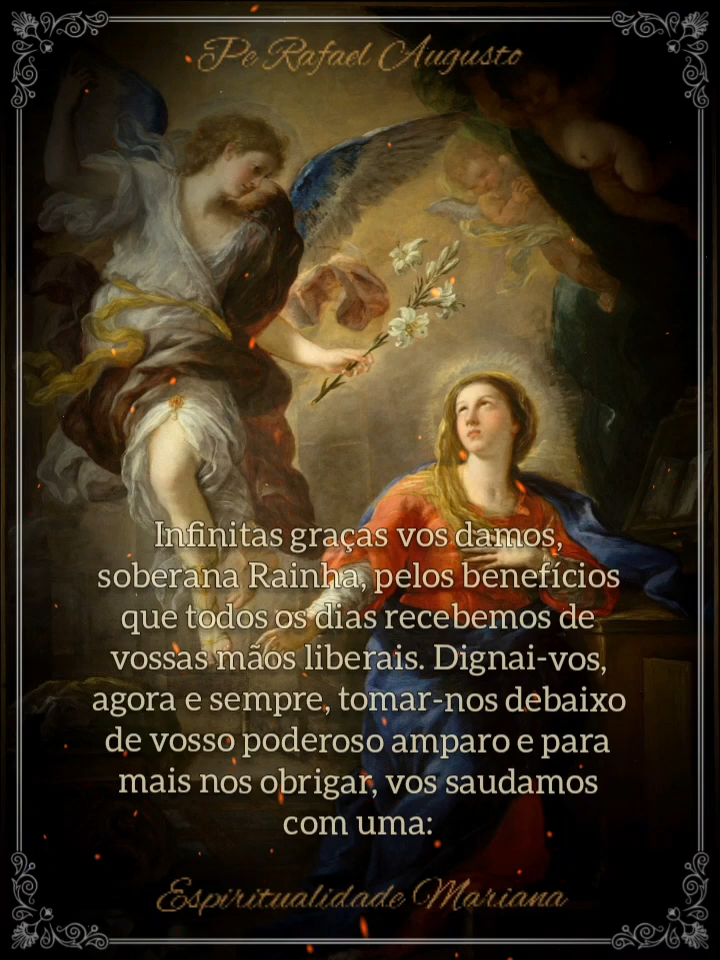 Pe Rafael Augusto
Infinitas graças vos damos,
soberana Rainha, pelos benefícios
que todos os dias recebemos de
vossas mãos liberais. Dignai-vos,
agora e sempre, tomar-nos debaixo
de vosso poderoso amparo e para
mais nos obrigar, vos saudamos
com uma:
Espiritualidade Mariana